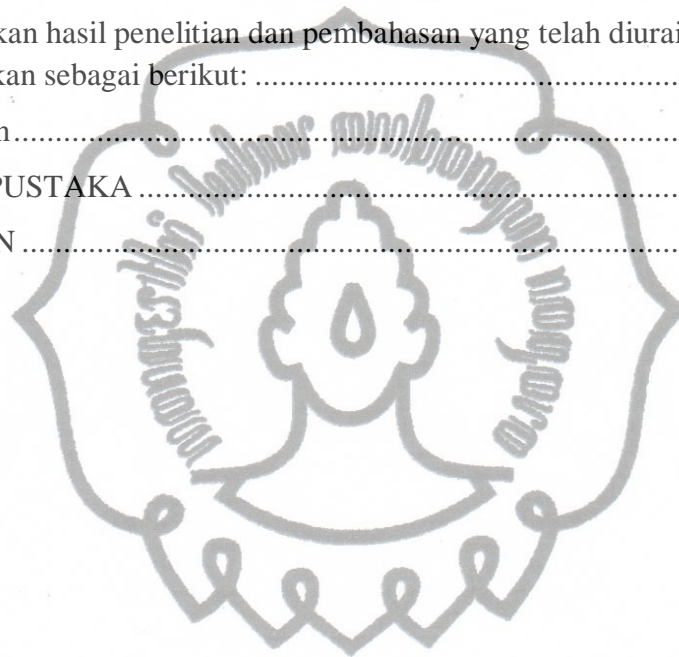 kan hasil penelitian dan pembahasan yang telah diurai
kan sebagai berikut: ..........................................................
n..........................................................................................
PUSTAKA ......................................................................
N .........................................................................................